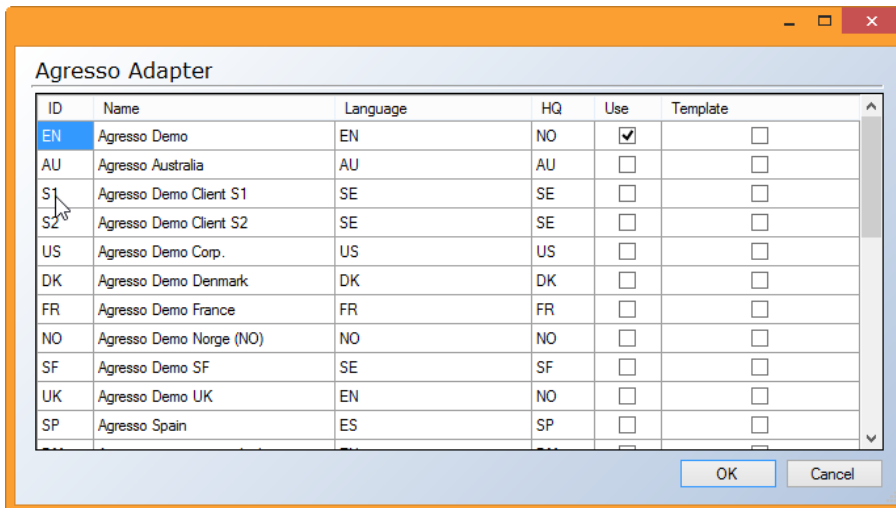 Agresso Adapter
ID Name Language HQ Use Template
EN Agresso Demo EN NO
AU Agresso Australia AU AU
S1 Agresso Demo Client S1 SE SE
S2 Agresso Demo Client S2 SE SE
US Agresso Demo Corp. US US
DK Agresso Demo Denmark DK DK
FR Agresso Demo France FR FR
NO Agresso Demo Norge (NO) NO NO
SF Agresso Demo SF SE SF
UK Agresso Demo UK EN NO
SP Agresso Spain ES SP
OK Cancel